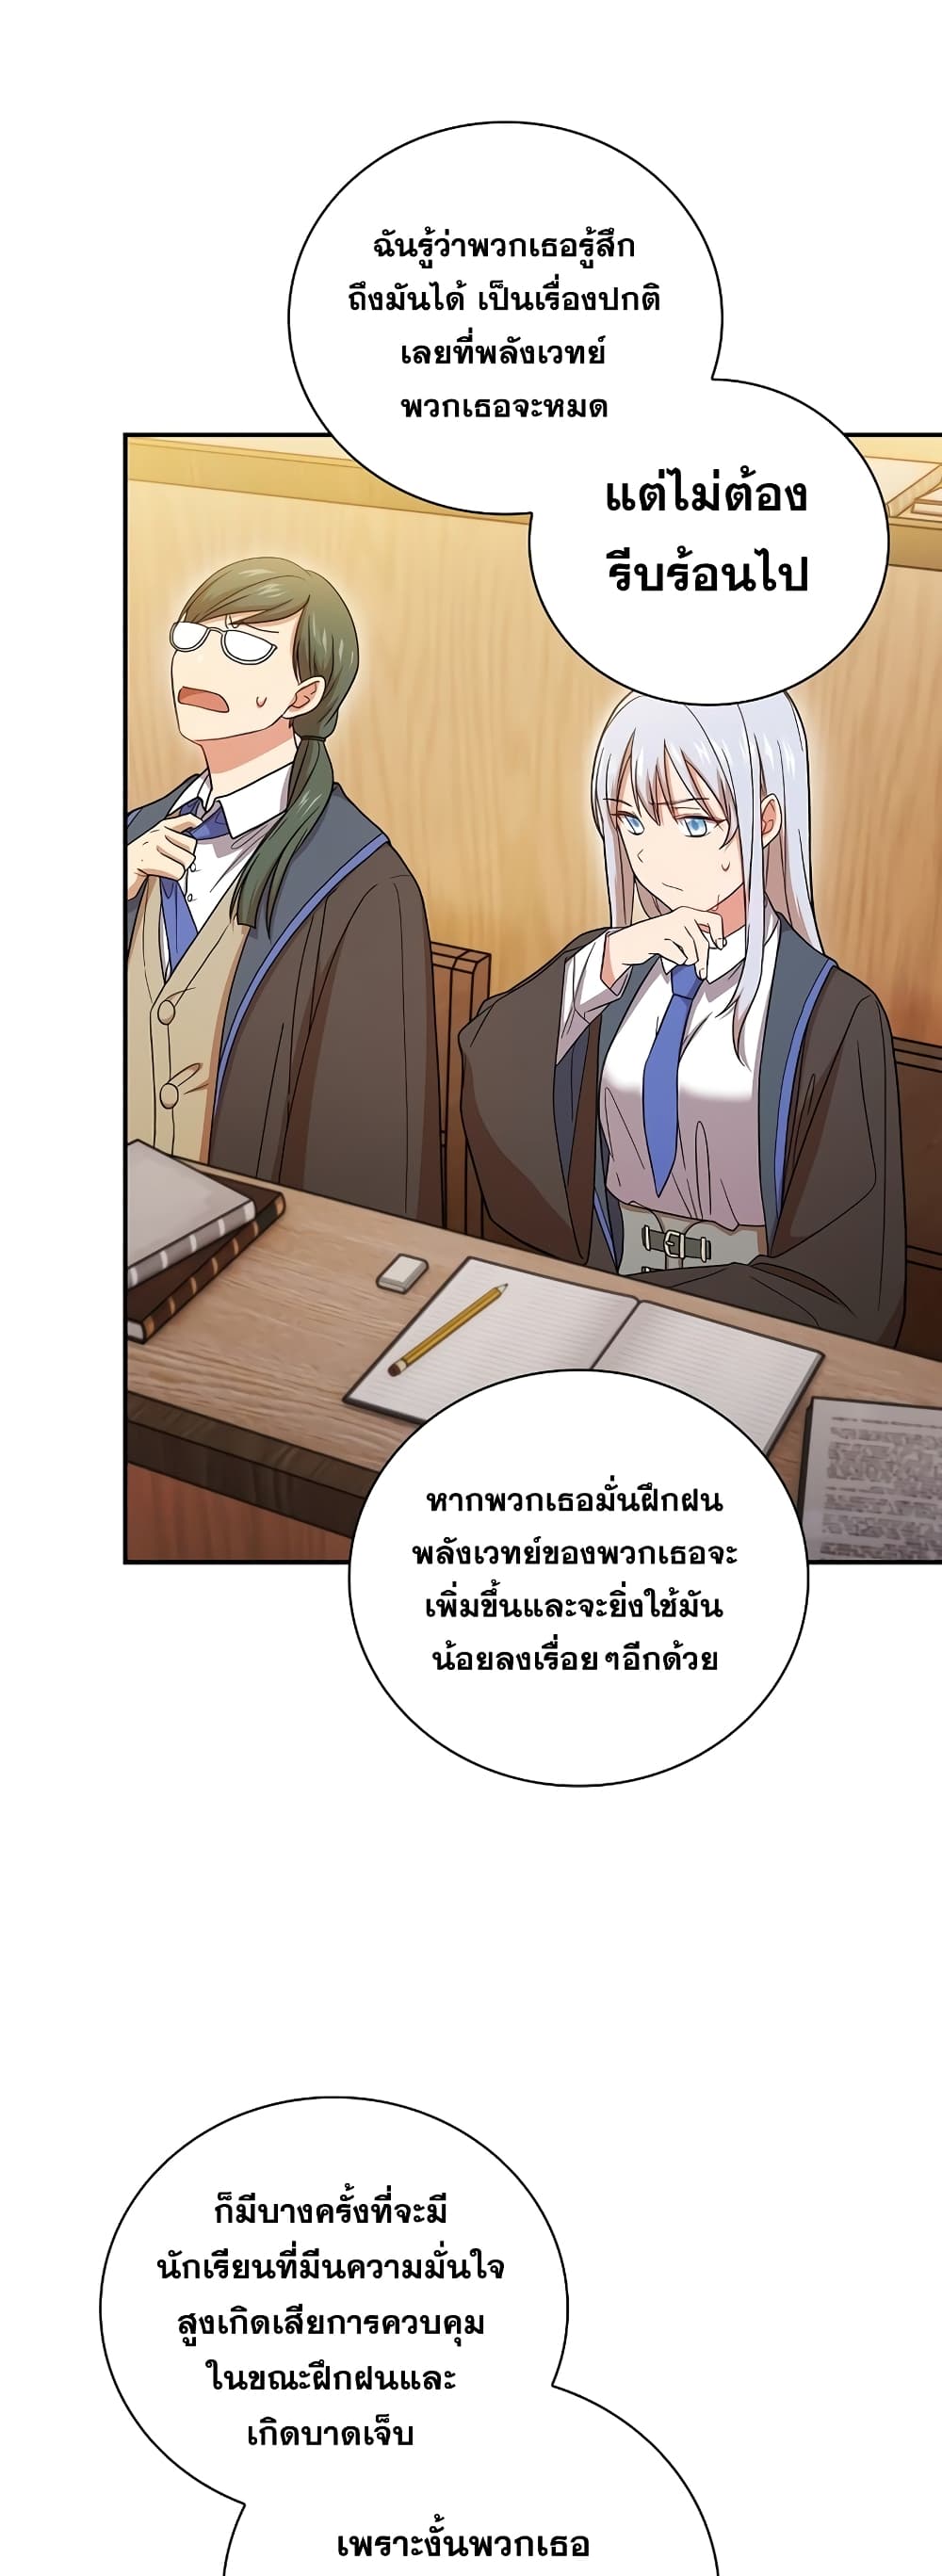 ฉันรู้ว่าพวกเธอรู้สึก
ถึงมันได้ เป็นเรื่องปกติ
เลยที่พลังเวทย์
พวกเธอจะหมด
แต่ไม่ต้อง
รีบร้อนไป
หากพวกเธอมั่นฝึกฝน
พลังเวทย์ของพวกเธอจะ
เพิ่มขึ้นและจะยิ่งใช้มัน
น้อยลงเรื่อยๆอีกด้วย
ก็มีบางครั้งที่จะมี
นักเรียนที่มีนความมั่นใจ
สูงเกิดเสียการควบคุม
ในขณะฝึกฝนและ
เกิดบาดเจ็บ
เพราะงั้นพวกเธอ